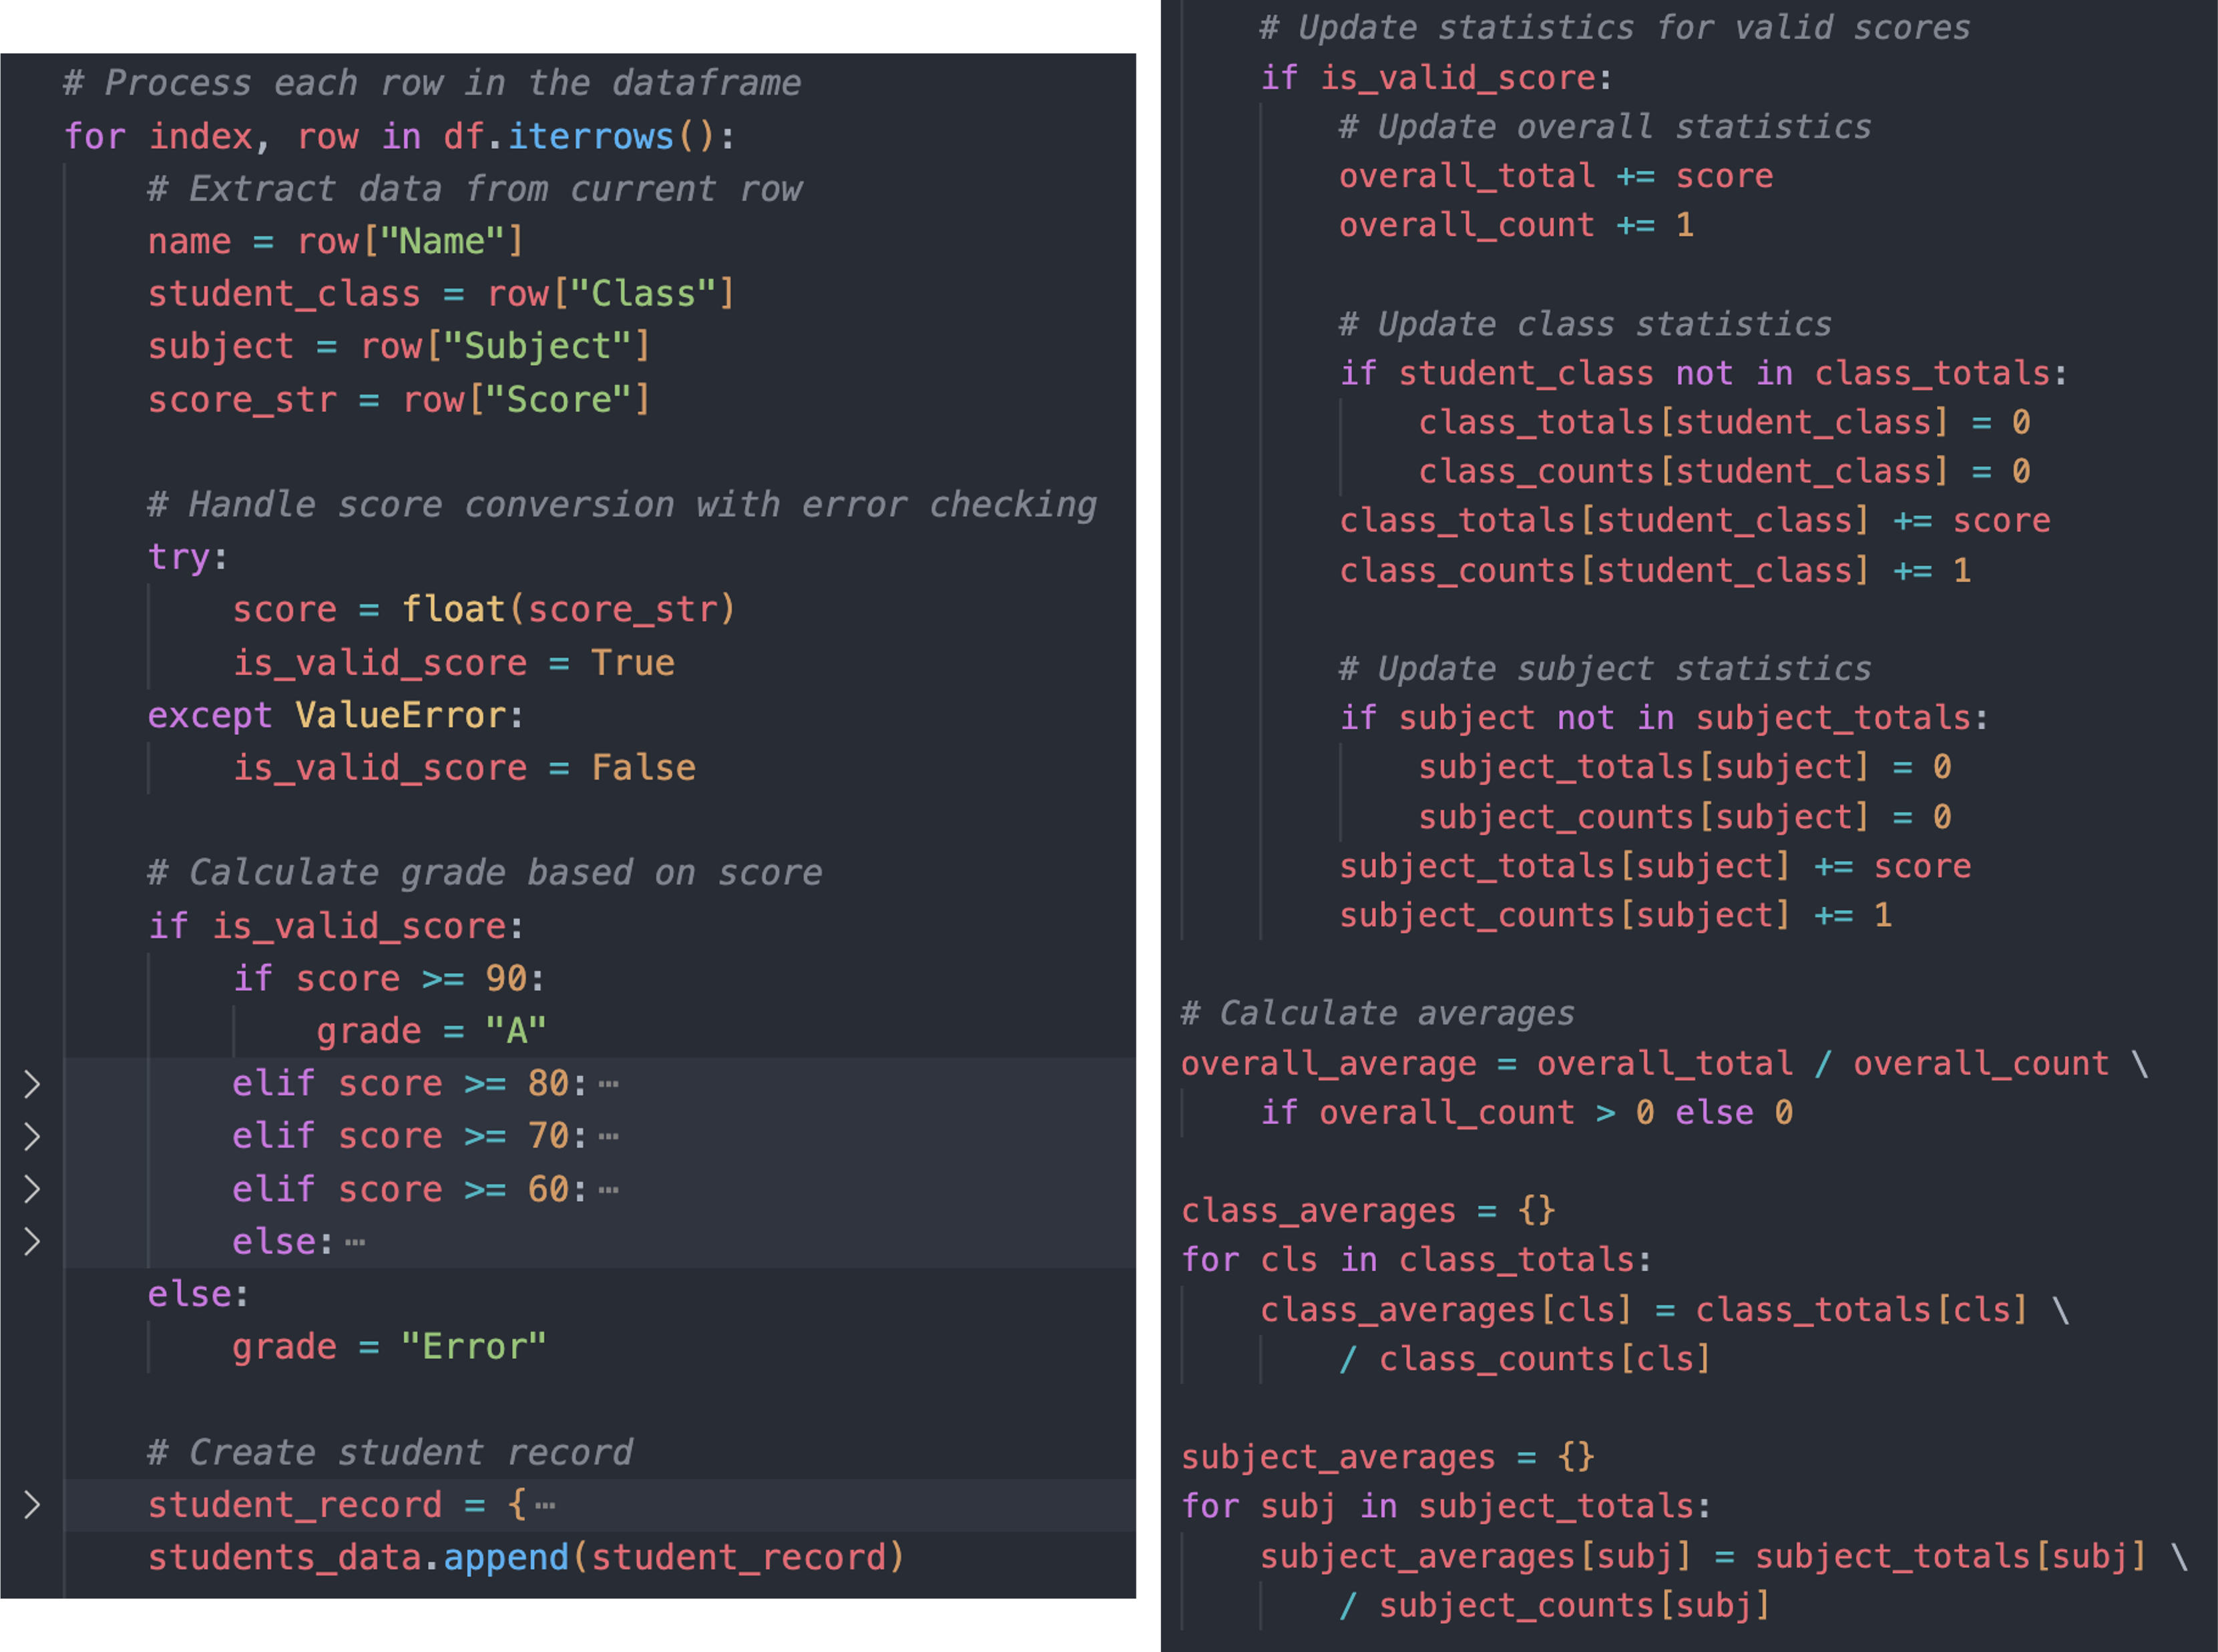 # Process each row in the dataframe
for index, row in df.iterrows():
    # Extract data from current row
    name = row["Name"]
    student_class = row["Class"]
    subject = row["Subject"]
    score_str = row["Score"]

    # Handle score conversion with error checking
    try:
        score = float(score_str)
        is_valid_score = True
    except ValueError:
        is_valid_score = False

    # Calculate grade based on score
    if is_valid_score:
        if score >= 90:
            grade = "A"
        elif score >= 80:⋯
        elif score >= 70:⋯
        elif score >= 60:⋯
        else:⋯
    else:
        grade = "Error"

    # Create student record
    student_record = {⋯
    students_data.append(student_record)
    # Update statistics for valid scores
    if is_valid_score:
        # Update overall statistics
        overall_total += score
        overall_count += 1

        # Update class statistics
        if student_class not in class_totals:
            class_totals[student_class] = 0
            class_counts[student_class] = 0
        class_totals[student_class] += score
        class_counts[student_class] += 1

        # Update subject statistics
        if subject not in subject_totals:
            subject_totals[subject] = 0
            subject_counts[subject] = 0
        subject_totals[subject] += score
        subject_counts[subject] += 1

# Calculate averages
overall_average = overall_total / overall_count \
    if overall_count > 0 else 0

class_averages = {}
for cls in class_totals:
    class_averages[cls] = class_totals[cls] \
        / class_counts[cls]

subject_averages = {}
for subj in subject_totals:
    subject_averages[subj] = subject_totals[subj] \
        / subject_counts[subj]